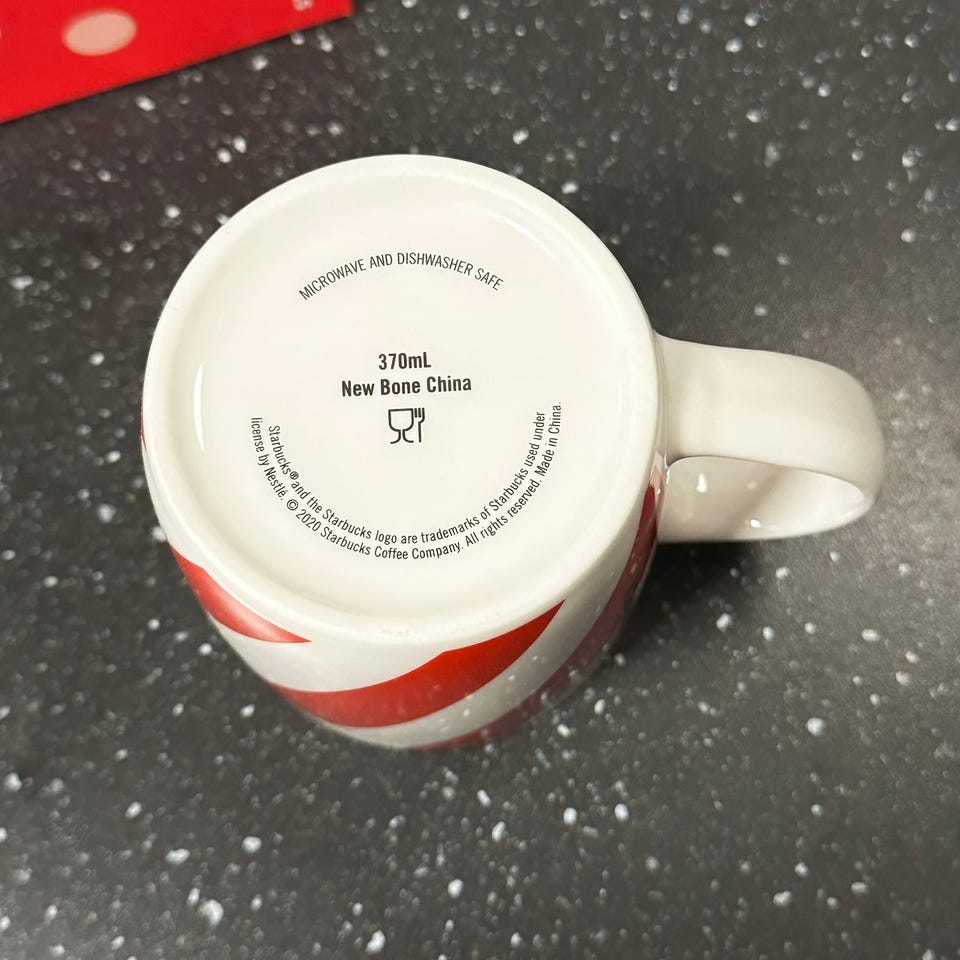 MICROWAVE AND DISHWASHER SAFE
370mL
New Bone China
Starbucks® and the Starbucks logo are trademarks of Starbucks used under
license by Nestlé. © 2020 Starbucks Coffee Company. All rights reserved. Made in China.